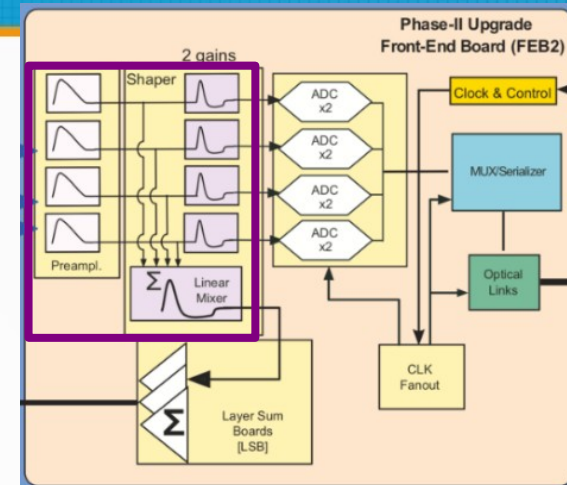 Phase-II Upgrade
Front-End Board (FEB2)
2 gains
Shaper
ADC
x2
ADC
x2
ADC
x2
ADC
x2
Preampl.
Σ
Linear
Mixer
Clock & Control
MUX/Serializer
Optical
Links
CLK
Fanout
Σ
Layer Sum
Boards
[LSB]